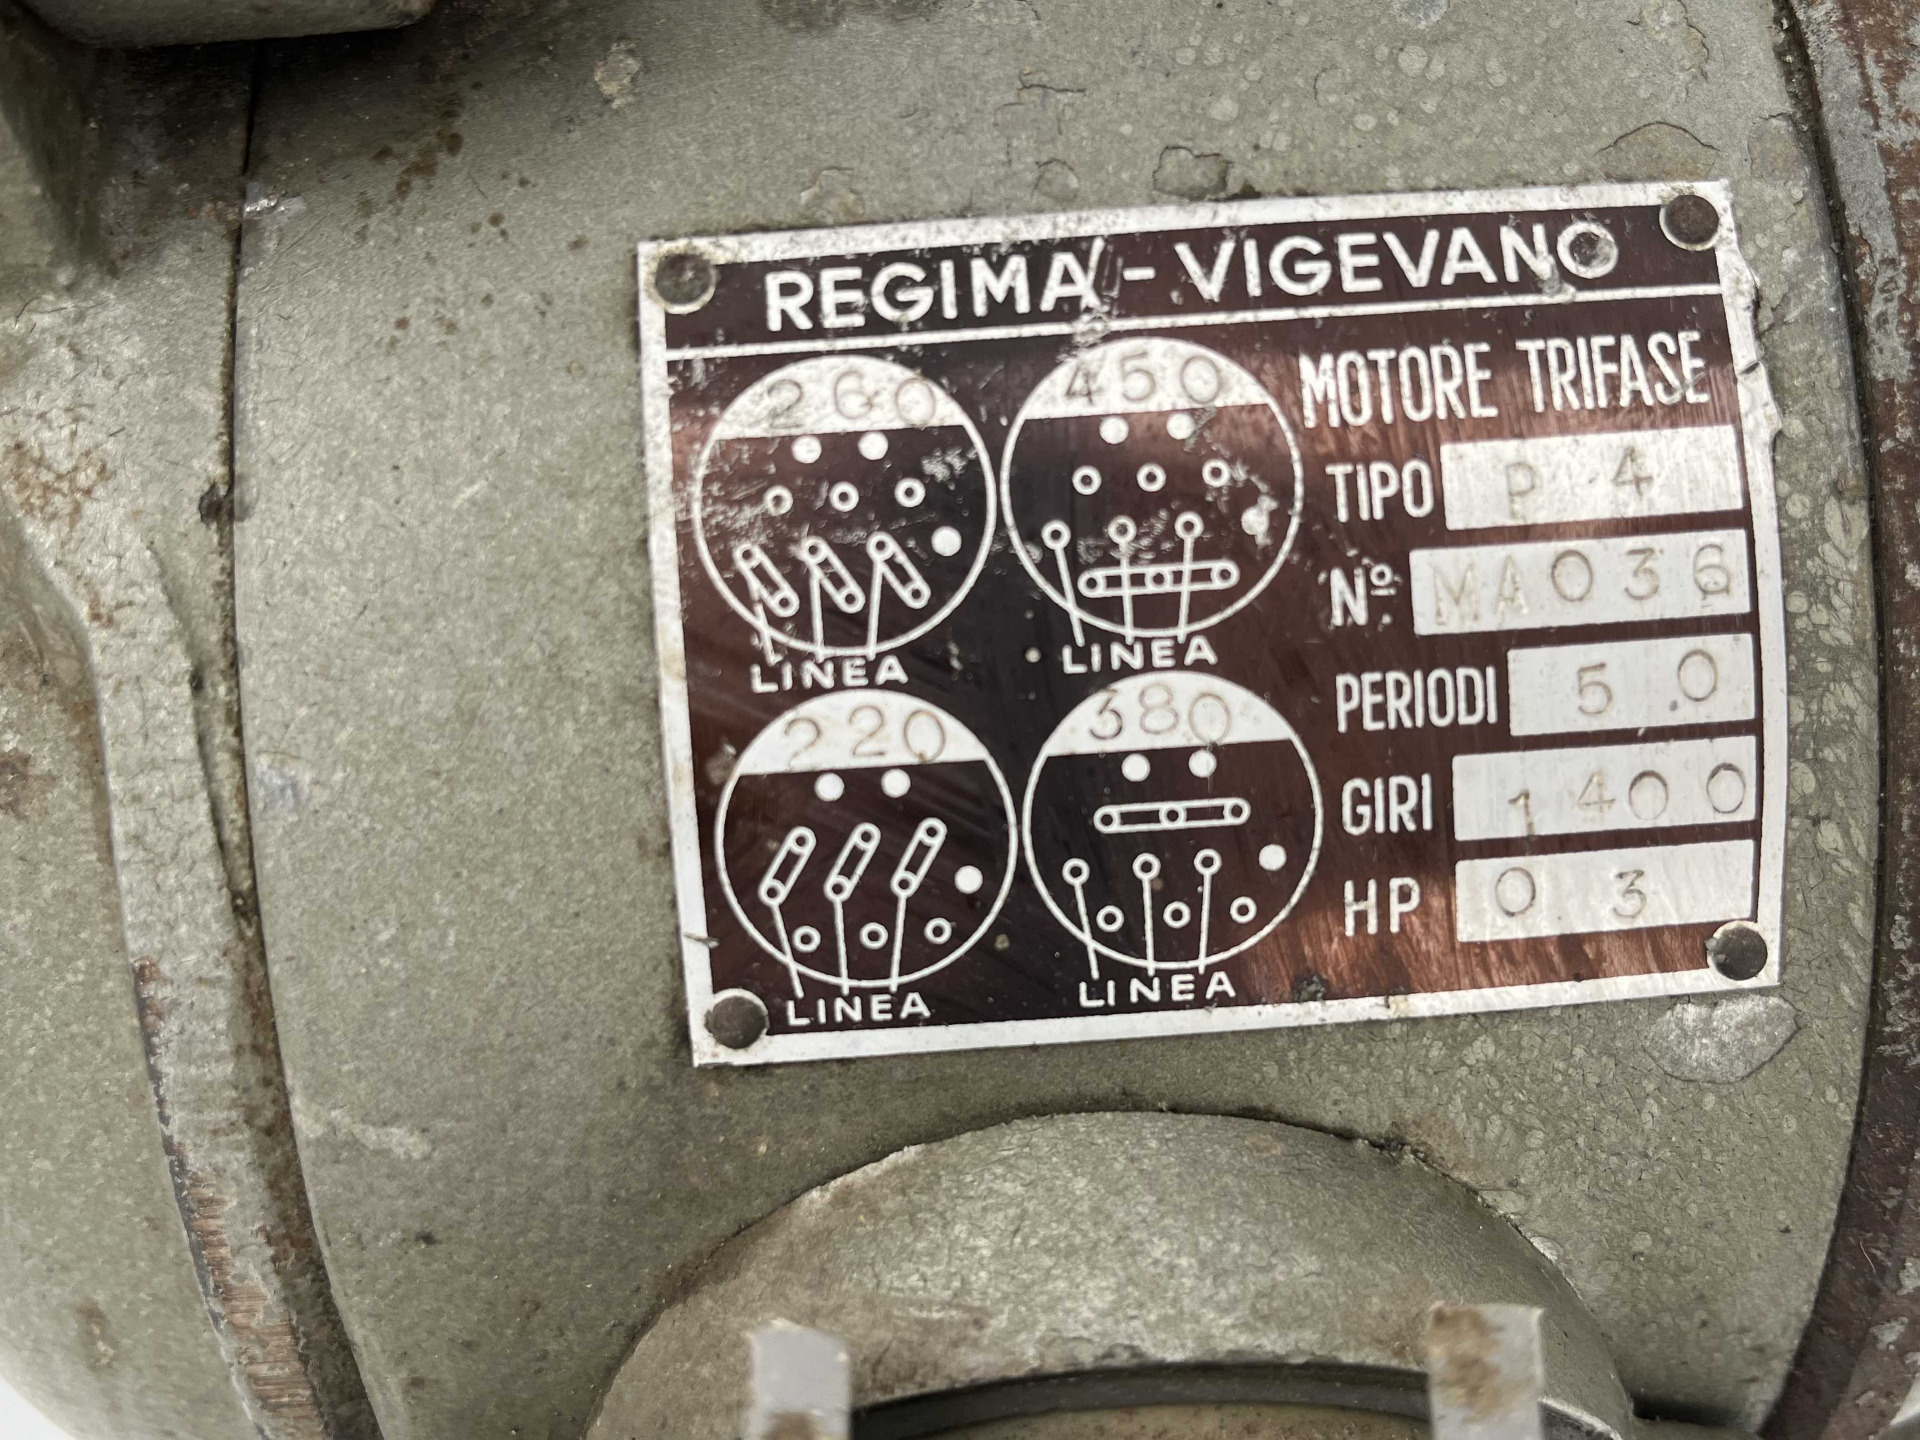 REGIMA - VIGEVANO
260 450 MOTORE TRIFASE
TIPO P 4
Nº MA036
LINEA LINEA
PERIODI 50
220 380
GIRI 1400
HP 0 3
LINEA LINEA